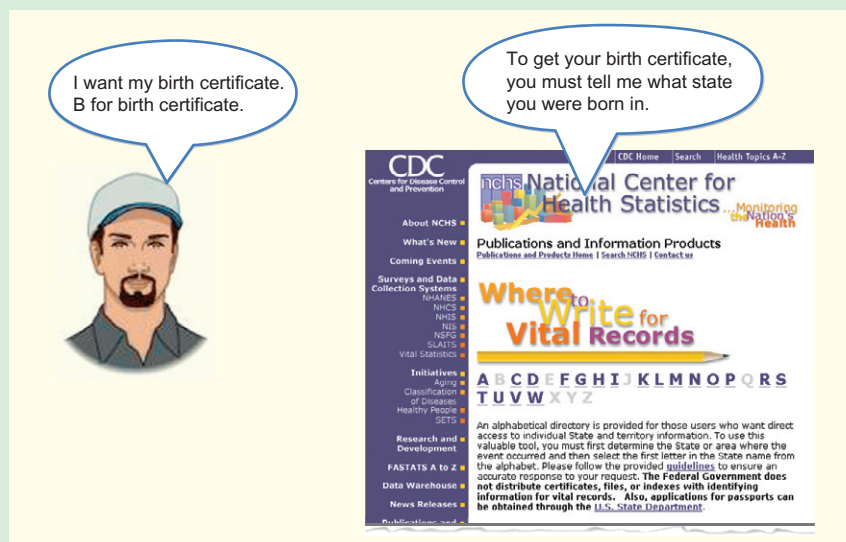 I want my birth certificate.
B for birth certificate.
To get your birth certificate,
you must tell me what state
you were born in.
CDC Home Search Health Topics A-Z
CDC
Centers for Disease Control
and Prevention
nchs National Center for
Health Statistics ...Monitoring
the Nation's
Health
About NCHS
What's New
Coming Events
Surveys and Data
Collection Systems
NHANES
NHCS
NHIS
NIS
NSFG
SLAITS
Vital Statistics
Initiatives
Aging
Classification
of Diseases
Healthy People
SETS
Research and
Development
FASTATS A to Z
Data Warehouse
News Releases
Publications and
Publications and Information Products
Publications and Products Home | Search NCHS | Contact us
Where to
Write for
Vital Records
A B C D E F G H I J K L M N O P Q R S
T U V W X Y Z
An alphabetical directory is provided for those users who want direct
access to individual State and territory information. To use this
valuable tool, you must first determine the State or area where the
event occurred and then select the first letter in the State name from
the alphabet. Please follow the provided guidelines to ensure an
accurate response to your request. The Federal Government does
not distribute certificates, files, or indexes with identifying
information for vital records. Also, applications for passports can
be obtained through the U.S. State Department.